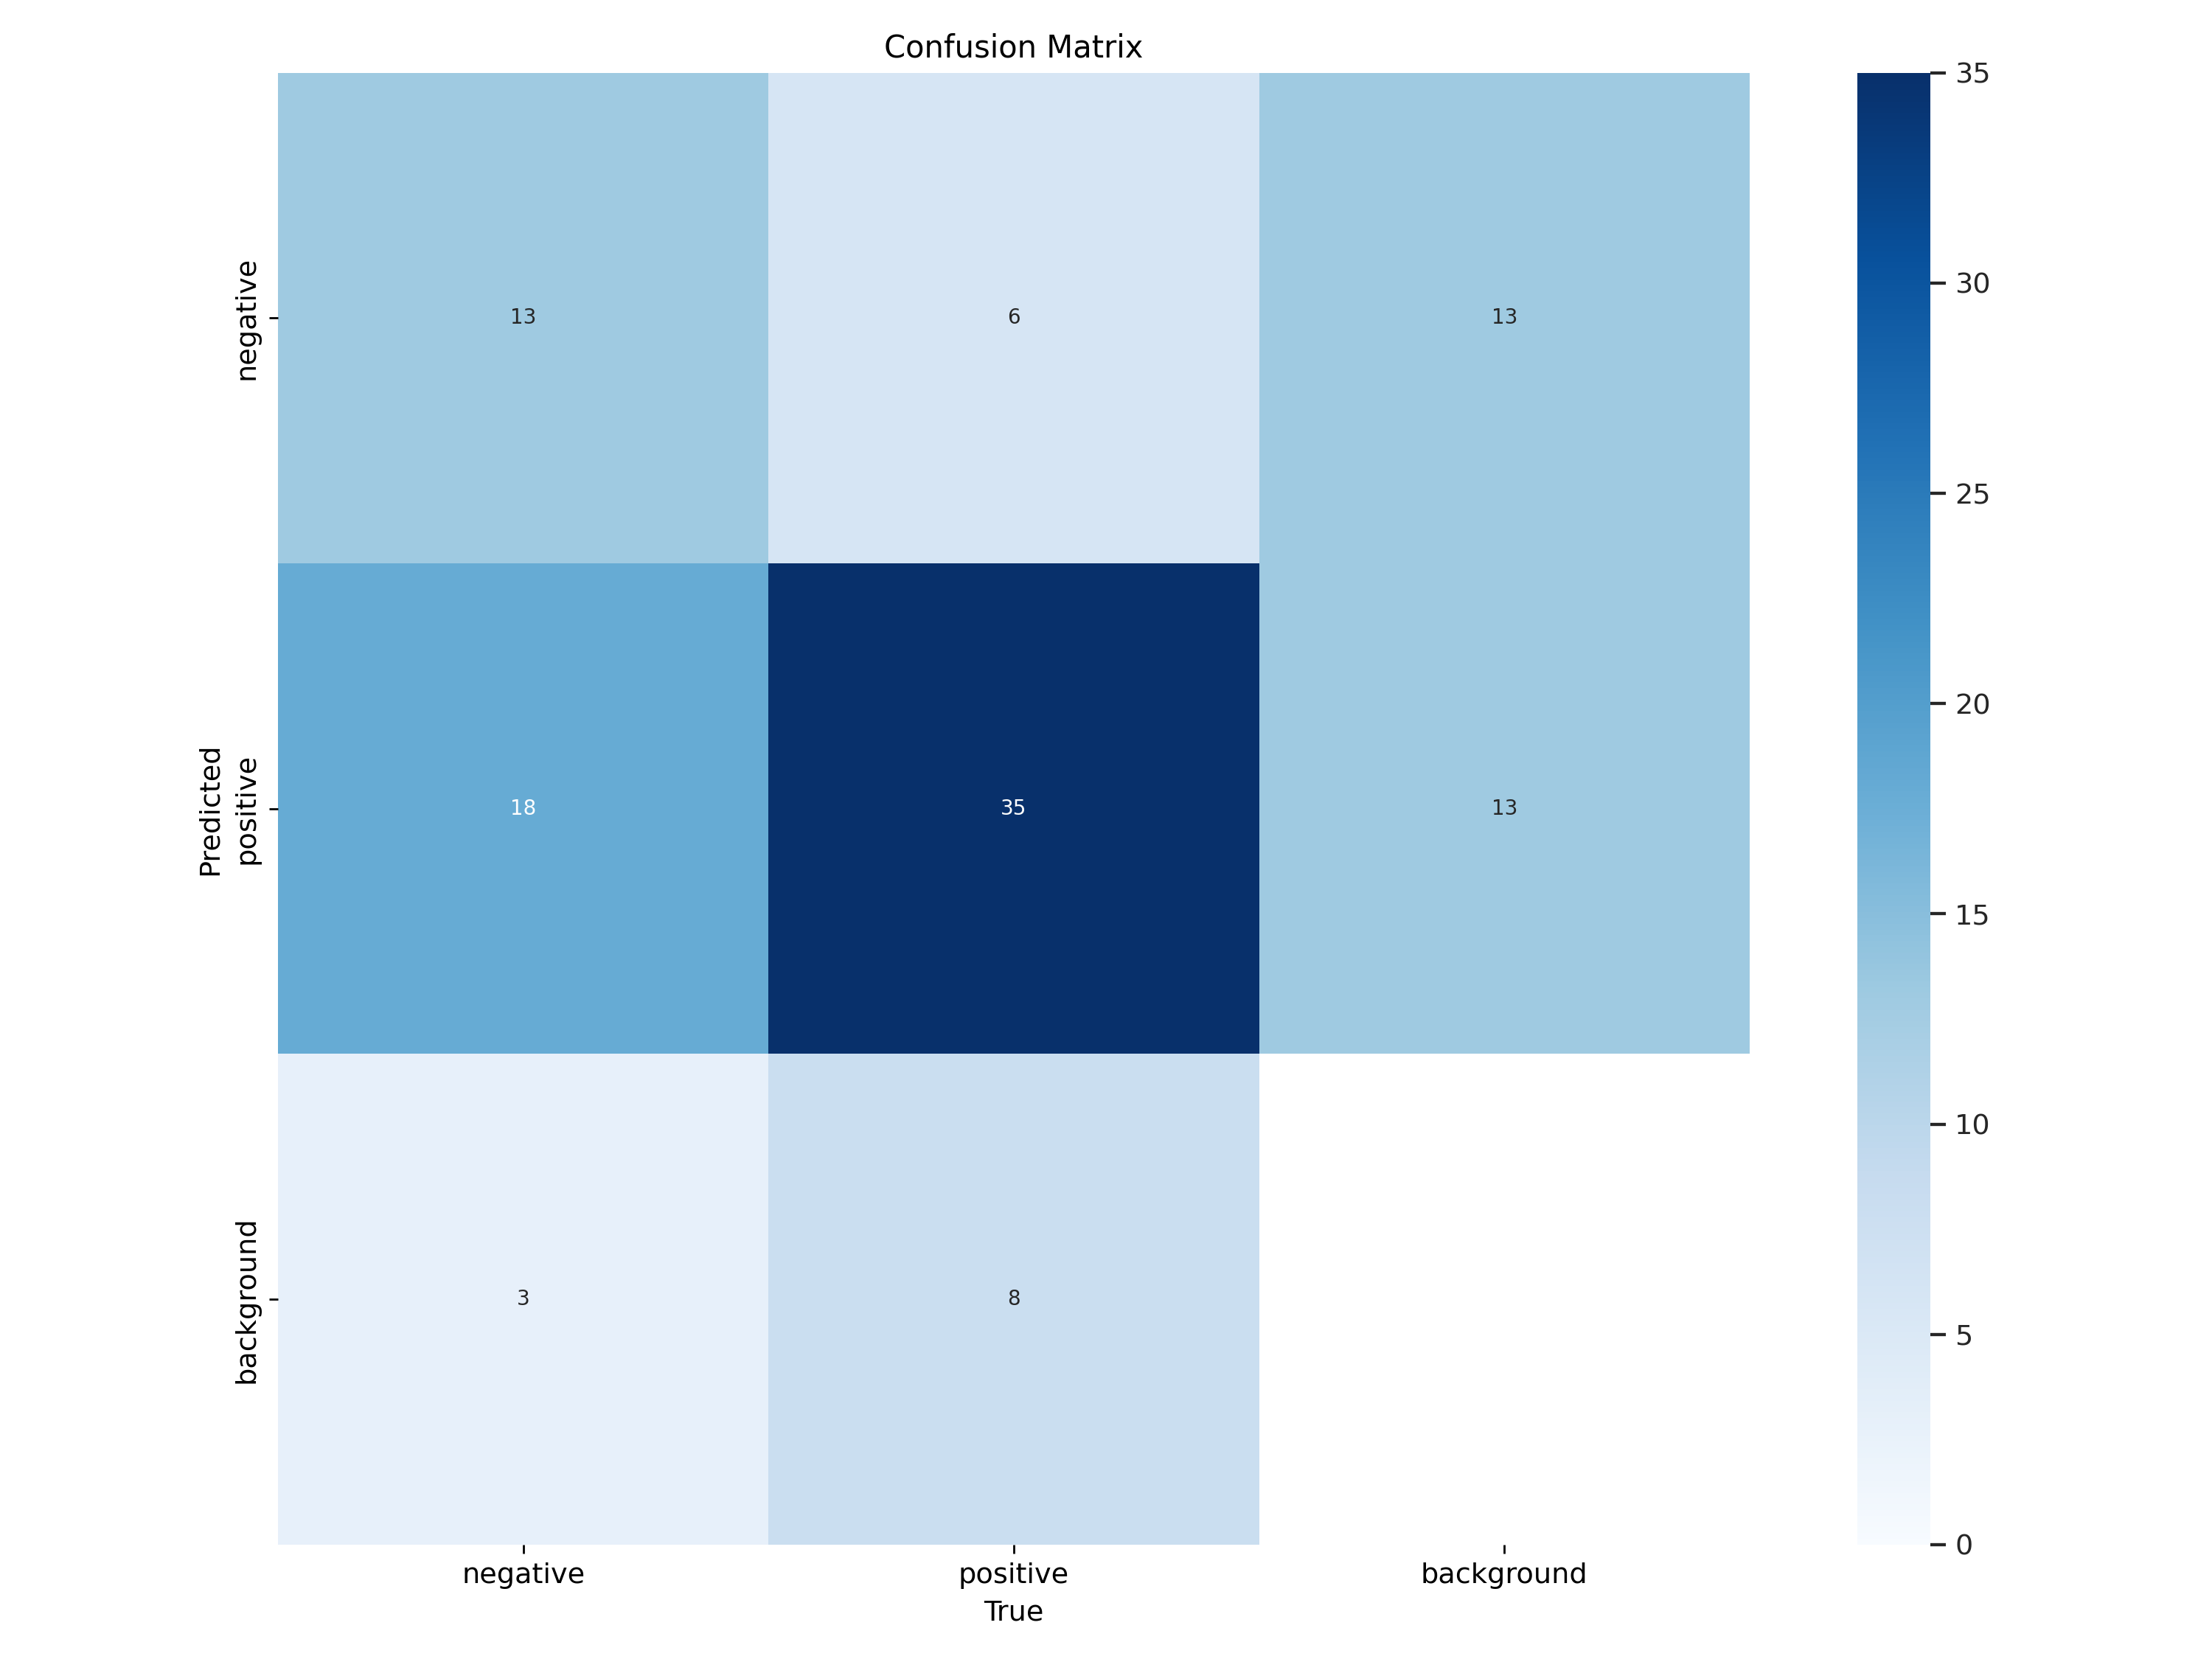 Confusion Matrix
negative
13
6
13
Predicted
positive
18
35
13
background
3
8
negative
positive
background
True
35
30
25
20
15
10
5
0